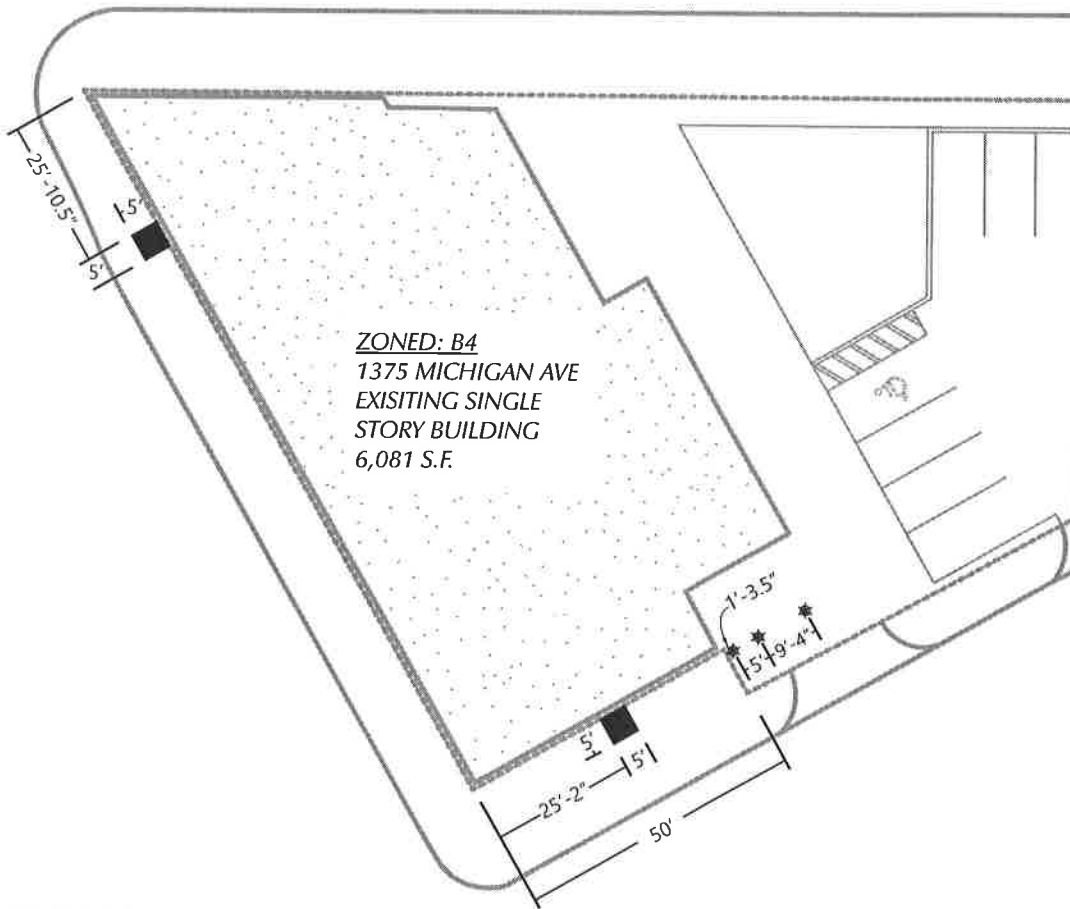 25'-10.5"
5'
5'
ZONED: B4
1375 MICHIGAN AVE
EXISITING SINGLE
STORY BUILDING
6,081 S.F.
1'-3.5"
5'
9'-4"
5'
5'
25'-2"
50'